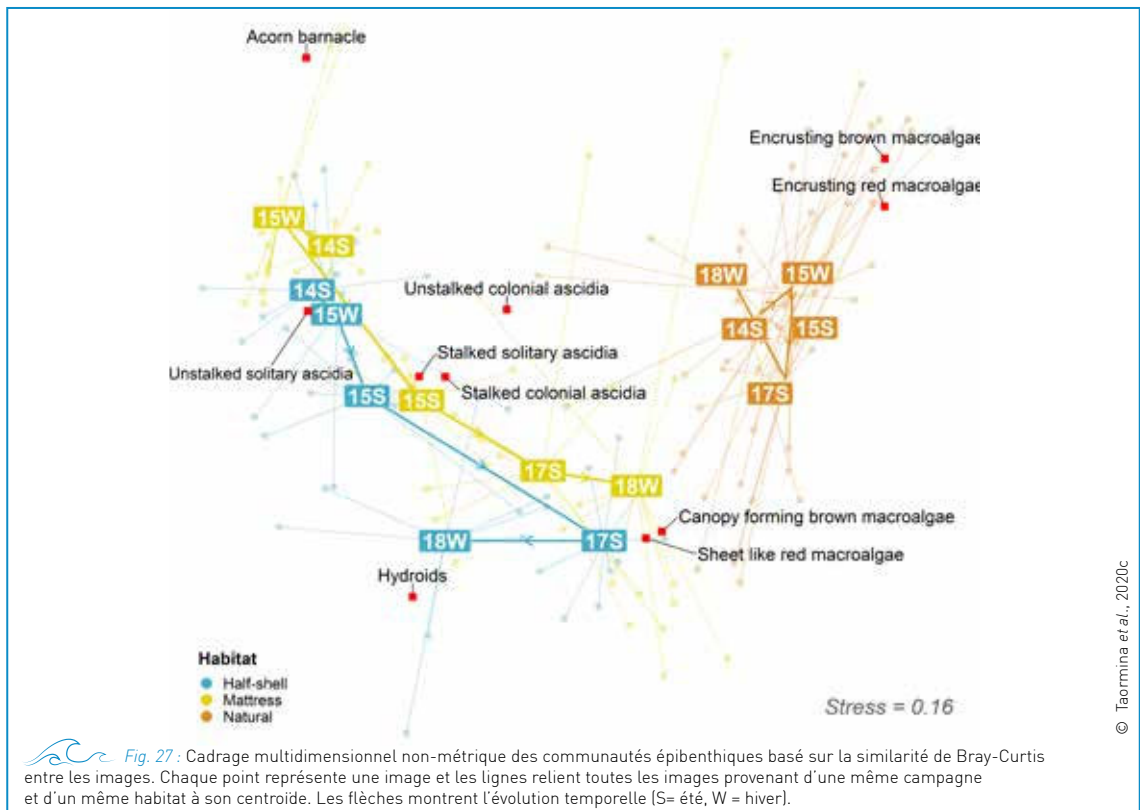 Acorn barnacle
Encrusting brown macroalgae
Encrusting red macroalgae
15W
14S
18W
15W
14S
Unstalked colonial ascidia
15W
14S
15S
Stalked solitary ascidia
Unstalked solitary ascidia
15S
15S
Stalked colonial ascidia
17S
17S
18W
Canopy forming brown macroalgae
18W
17S
Sheet like red macroalgae
Hydroids
Habitat
Half-shell
Mattress
Natural
Stress = 0.16
© Taormina et al., 2020c
Fig. 27 : Cadrage multidimensionnel non-métrique des communautés épibenthiques basé sur la similarité de Bray-Curtis
entre les images. Chaque point représente une image et les lignes relient toutes les images provenant d’une même campagne
et d’un même habitat à son centroïde. Les flèches montrent l’évolution temporelle (S= été, W = hiver).